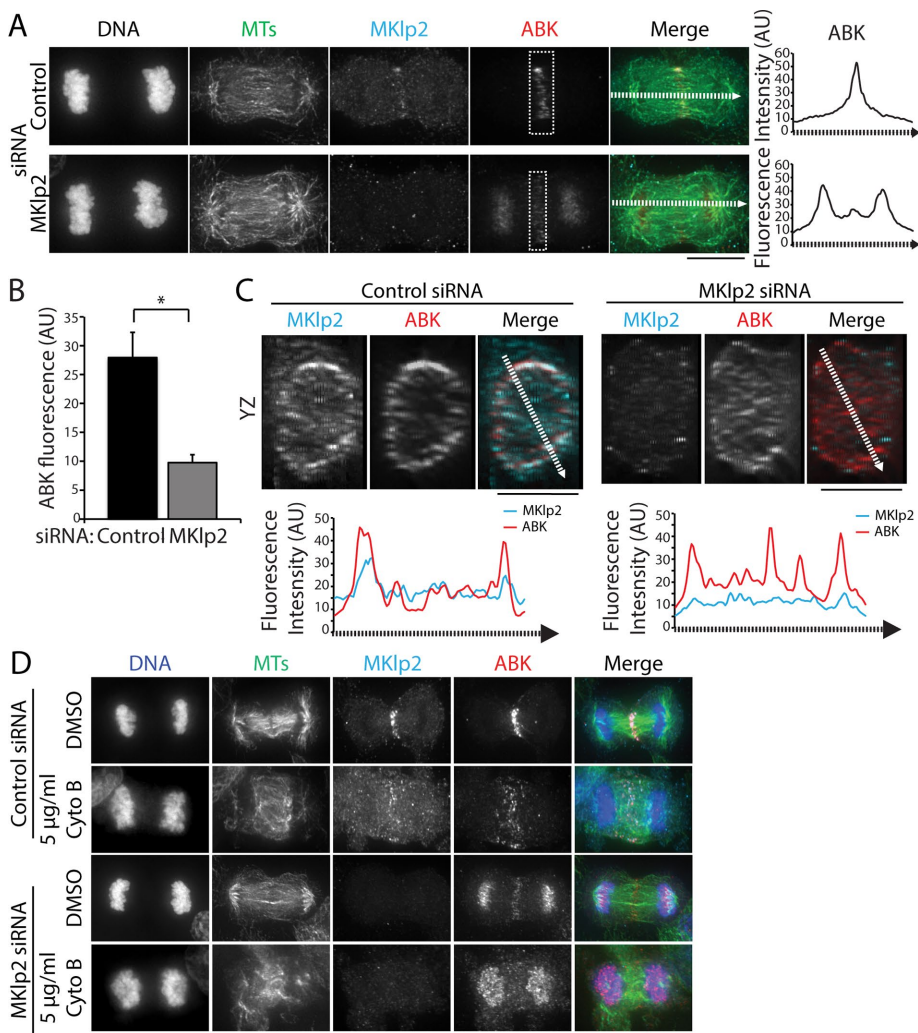 A
DNA MTs MKlp2 ABK Merge ABK
siRNA
Control
MKlp2
Fluorescence Intesnsity (AU)
60
50
40
30
20
10
0
60
50
40
30
20
10
0
B
ABK fluorescence (AU)
35
30
25
20
15
10
5
0
*
siRNA: Control MKlp2
C
Control siRNA MKlp2 siRNA
MKlp2 ABK Merge MKlp2 ABK Merge
YZ
Fluorescence
Intensnity (AU)
50
40
30
20
10
0
MKlp2
ABK
Fluorescence
Intensnity (AU)
50
40
30
20
10
0
MKlp2
ABK
D
DNA MTs MKlp2 ABK Merge
Control siRNA
DMSO
5 µg/ml
Cyto B
MKlp2 siRNA
DMSO
5 µg/ml
Cyto B